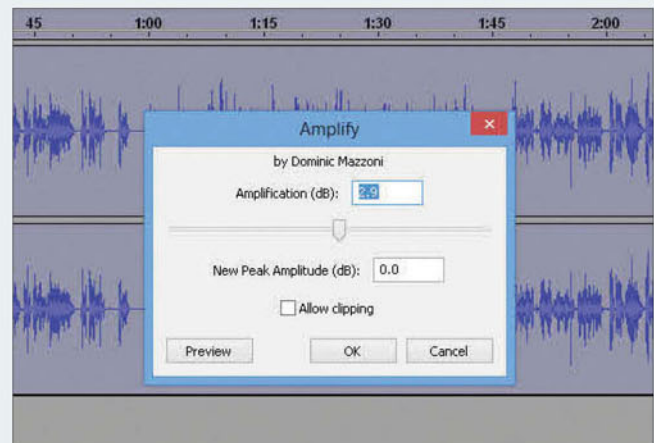 45 1:00 1:15 1:30 1:45 2:00
Amplify
by Dominic Mazzoni
Amplification (dB): 2.9
New Peak Amplitude (dB): 0.0
Allow clipping
Preview OK Cancel